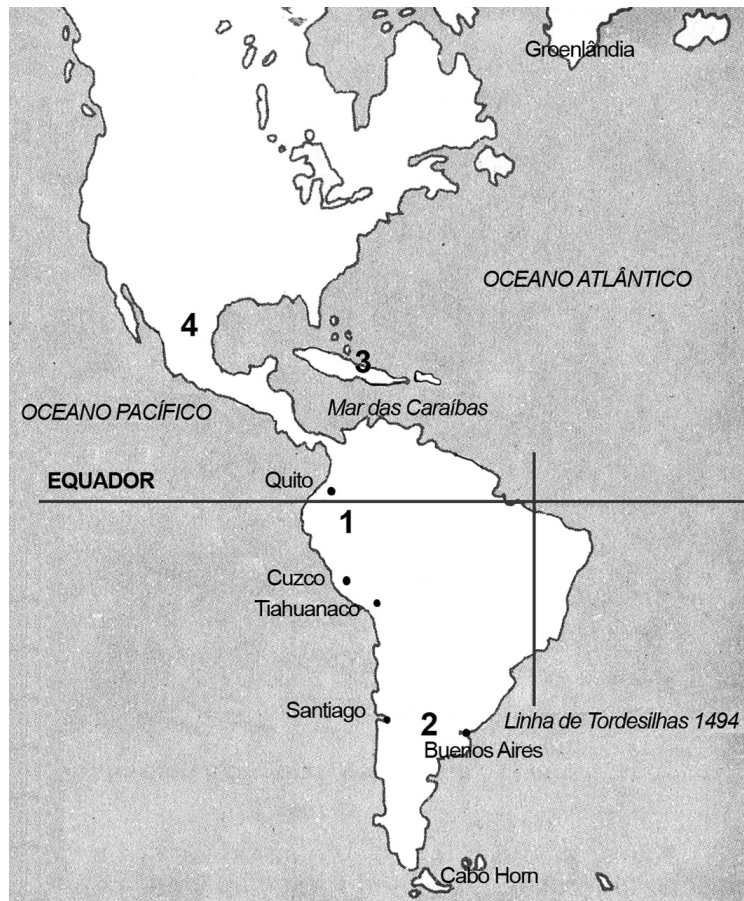 Groenlândia
OCEANO ATLÂNTICO
4
3
OCEANO PACÍFICO
Mar das Caraíbas
EQUADOR
Quito
1
Cuzco
Tiahuanaco
Santiago
2
Linha de Tordesilhas 1494
Buenos Aires
Cabo Horn